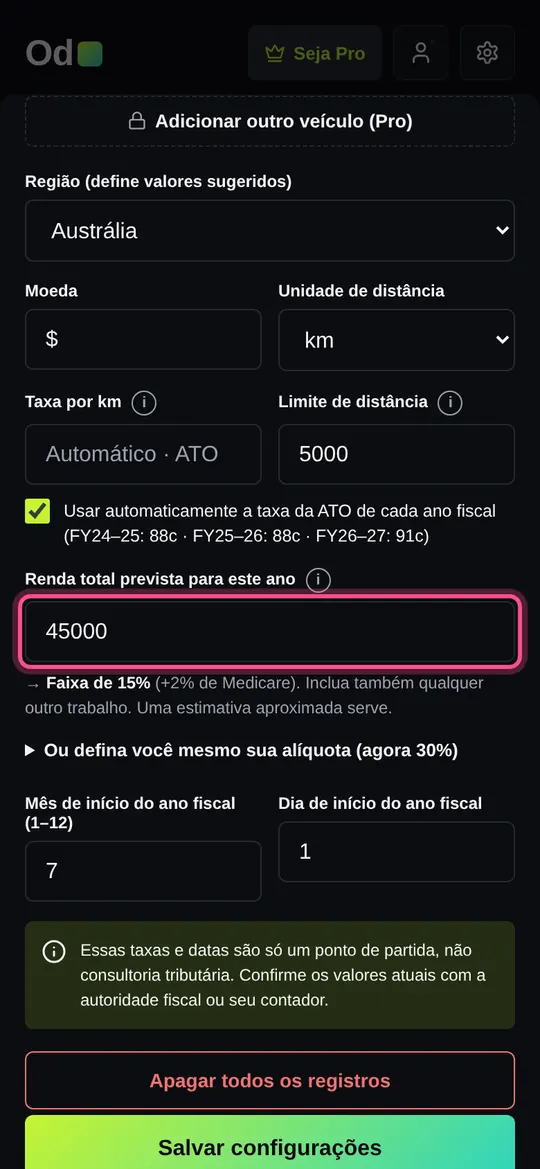 Od
Seja Pro
Adicionar outro veículo (Pro)
Região (define valores sugeridos)
Austrália
Moeda
Unidade de distância
$
km
Taxa por km i
Limite de distância i
Automático · ATO
5000
Usar automaticamente a taxa da ATO de cada ano fiscal
(FY24–25: 88c · FY25–26: 88c · FY26–27: 91c)
Renda total prevista para este ano i
45000
→ Faixa de 15% (+2% de Medicare). Inclua também qualquer
outro trabalho. Uma estimativa aproximada serve.
Ou defina você mesmo sua alíquota (agora 30%)
Mês de início do ano fiscal
(1–12)
Dia de início do ano fiscal
7
1
Essas taxas e datas são só um ponto de partida, não
consultoria tributária. Confirme os valores atuais com a
autoridade fiscal ou seu contador.
Apagar todos os registros
Salvar configurações